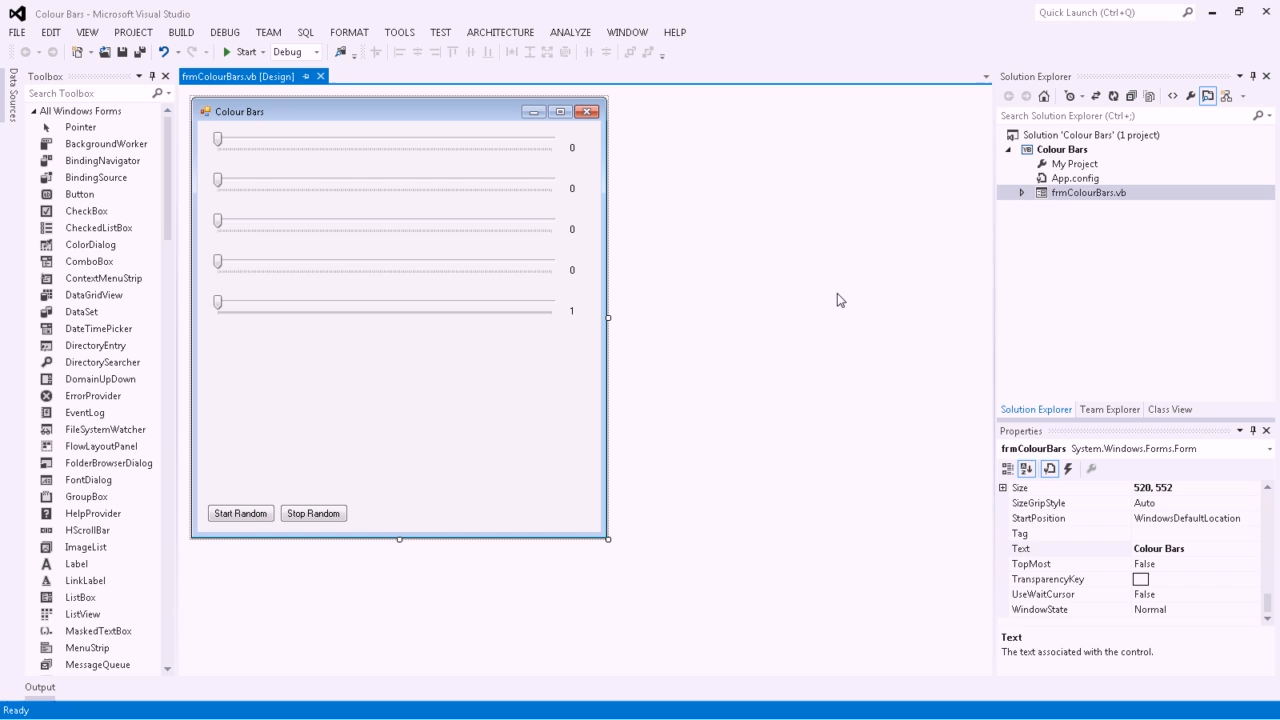 Colour Bars - Microsoft Visual Studio
Quick Launch (Ctrl+Q)
FILE EDIT VIEW PROJECT BUILD DEBUG TEAM SQL FORMAT TOOLS TEST ARCHITECTURE ANALYZE WINDOW HELP
Start Debug
Data Sources
Toolbox
Search Toolbox
All Windows Forms
Pointer
BackgroundWorker
BindingNavigator
BindingSource
Button
CheckBox
CheckedListBox
ColorDialog
ComboBox
ContextMenuStrip
DataGridView
DataSet
DateTimePicker
DirectoryEntry
DirectorySearcher
DomainUpDown
ErrorProvider
EventLog
FileSystemWatcher
FlowLayoutPanel
FolderBrowserDialog
FontDialog
GroupBox
HelpProvider
HScrollBar
ImageList
Label
LinkLabel
ListBox
ListView
MaskedTextBox
MenuStrip
MessageQueue
frmColourBars.vb [Design]
Colour Bars
0
0
0
0
1
Start Random Stop Random
Solution Explorer
Search Solution Explorer (Ctrl+;)
Solution 'Colour Bars' (1 project)
VB Colour Bars
My Project
App.config
frmColourBars.vb
Solution Explorer Team Explorer Class View
Properties
frmColourBars System.Windows.Forms.Form
Size 520, 552
SizeGripStyle Auto
StartPosition WindowsDefaultLocation
Tag
Text Colour Bars
TopMost False
TransparencyKey
UseWaitCursor False
WindowState Normal
Text
The text associated with the control.
Output
Ready